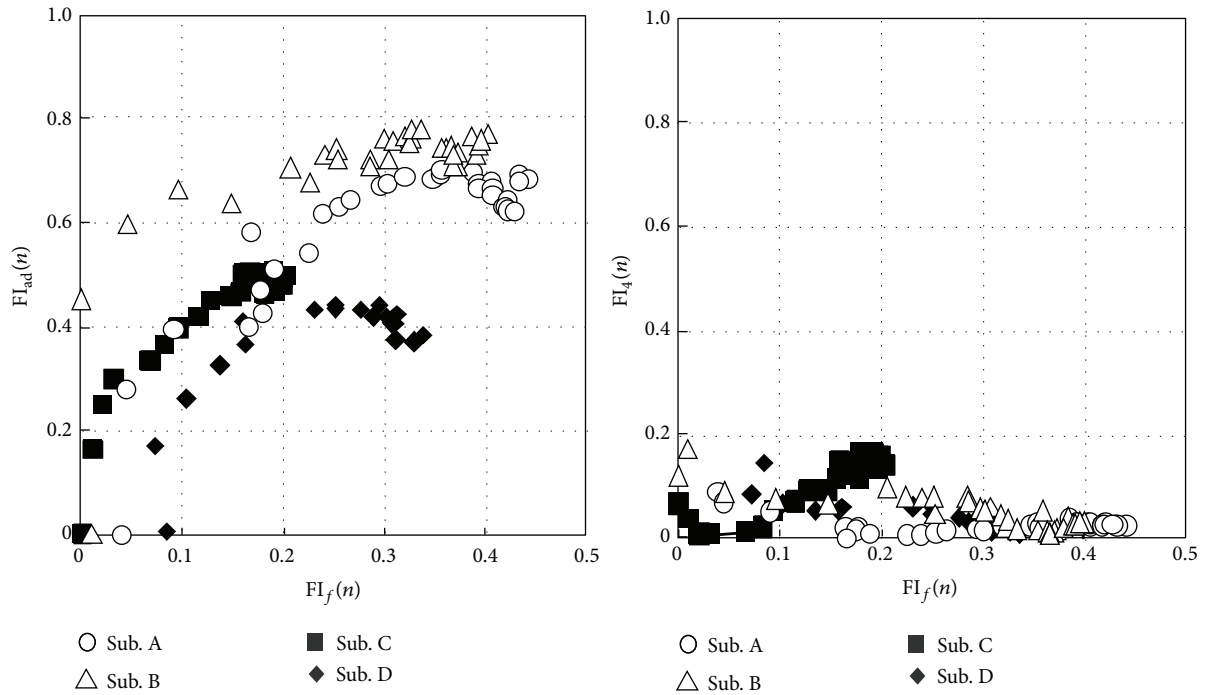 1.0
0.8
0.6
0.4
0.2
0
FI_ad(n)
0 0.1 0.2 0.3 0.4 0.5
FI_f(n)
Sub. A
Sub. B
Sub. C
Sub. D
1.0
0.8
0.6
0.4
0.2
0
FI_4(n)
0 0.1 0.2 0.3 0.4 0.5
FI_f(n)
Sub. A
Sub. B
Sub. C
Sub. D